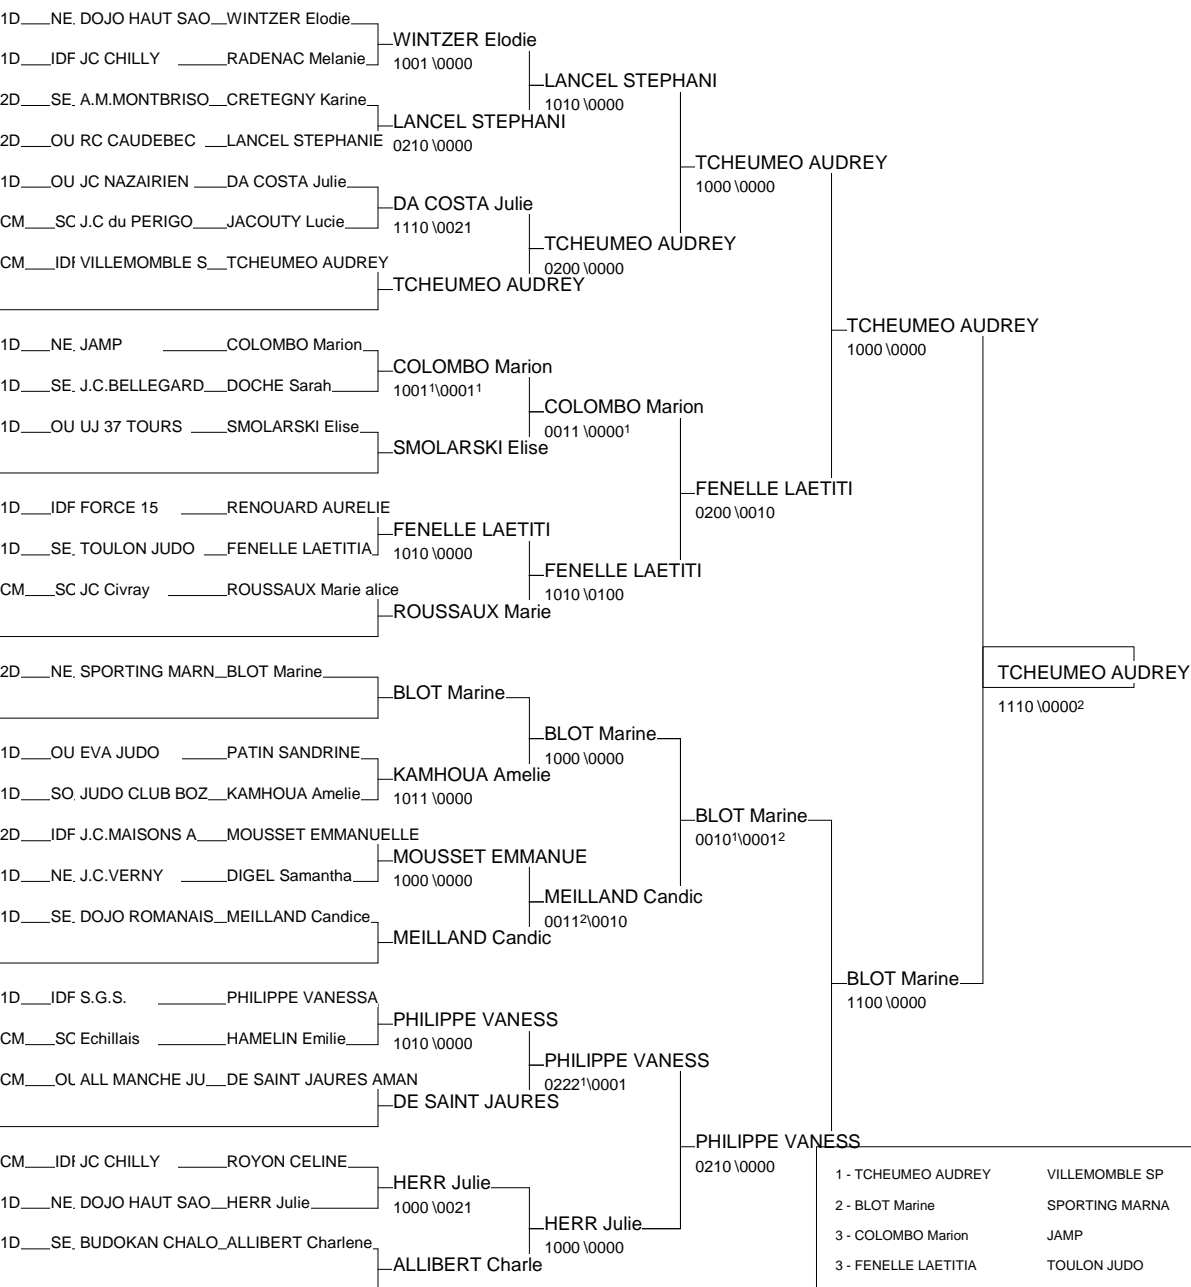 1D NE DOJO HAUT SAO WINTZER Elodie
1D IDF JC CHILLY RADENAC Melanie
2D SE A.M.MONTBRISO CRETEGNY Karine
2D OU RC CAUDEBEC LANCEL STEPHANIE
1D OU JC NAZAIRIEN DA COSTA Julie
CM SO J.C du PERIGO JACOUTY Lucie
CM IDF VILLEMOMBLE S TCHEUMEO AUDREY
1D NE JAMP COLOMBO Marion
1D SE J.C.BELLEGARD DOCHE Sarah
1D OU UJ 37 TOURS SMOLARSKI Elise
1D IDF FORCE 15 RENOUARD AURELIE
1D SE TOULON JUDO FENELLE LAETITIA
CM SO JC Civray ROUSSAUX Marie alice
2D NE SPORTING MARN BLOT Marine
1D OU EVA JUDO PATIN SANDRINE
1D SO JUDO CLUB BOZ KAMHOUA Amelie
2D IDF J.C.MAISONS A MOUSSET EMMANUELLE
1D NE J.C.VERNY DIGEL Samantha
1D SE DOJO ROMANAIS MEILLAND Candice
1D IDF S.G.S. PHILIPPE VANESSA
CM SO Echillais HAMELIN Emilie
CM OU ALL MANCHE JU DE SAINT JAURES AMAN
CM IDF JC CHILLY ROYON CELINE
1D NE DOJO HAUT SAO HERR Julie
1D SE BUDOKAN CHALO ALLIBERT Charlene
WINTZER Elodie
1001 \0000
LANCEL STEPHANI
0210 \0000
DA COSTA Julie
1110 \0021
TCHEUMEO AUDREY
COLOMBO Marion
1001¹\0001¹
SMOLARSKI Elise
FENELLE LAETITI
1010 \0000
ROUSSAUX Marie
BLOT Marine
KAMHOUA Amelie
1011 \0000
MOUSSET EMMANUE
1000 \0000
MEILLAND Candic
PHILIPPE VANESS
1010 \0000
DE SAINT JAURES
HERR Julie
1000 \0021
ALLIBERT Charle
LANCEL STEPHANI
1010 \0000
TCHEUMEO AUDREY
0200 \0000
COLOMBO Marion
0011 \0000¹
FENELLE LAETITI
1010 \0100
BLOT Marine
1000 \0000
MEILLAND Candic
0011²\0010
PHILIPPE VANESS
0222¹\0001
HERR Julie
1000 \0000
TCHEUMEO AUDREY
1000 \0000
FENELLE LAETITI
0200 \0010
BLOT Marine
0010¹\0001²
PHILIPPE VANESS
0210 \0000
TCHEUMEO AUDREY
1000 \0000
BLOT Marine
1100 \0000
TCHEUMEO AUDREY
1110 \0000²
1 - TCHEUMEO AUDREY VILLEMOMBLE SP
2 - BLOT Marine SPORTING MARNA
3 - COLOMBO Marion JAMP
3 - FENELLE LAETITIA TOULON JUDO